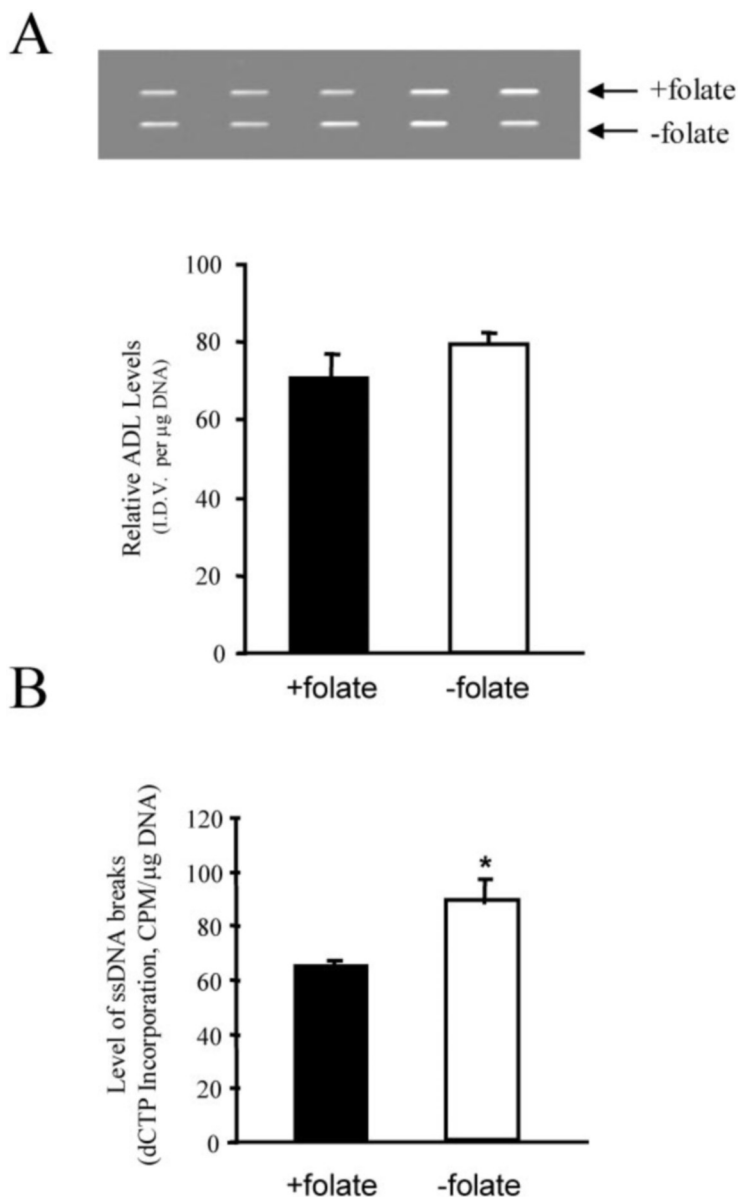 A
+folate
-folate
Relative ADL Levels
(I.D.V. per µg DNA)
100
80
60
40
20
0
+folate
-folate
B
Level of ssDNA breaks
(dCTP Incorporation, CPM/µg DNA)
120
100
80
60
40
20
0
*
+folate
-folate